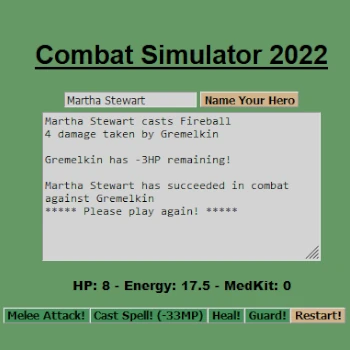 Combat Simulator 2022
Martha Stewart Name Your Hero
Martha Stewart casts Fireball
4 damage taken by Gremelkin
Gremelkin has -3HP remaining!
Martha Stewart has succeeded in combat
against Gremelkin
***** Please play again! *****
HP: 8 - Energy: 17.5 - MedKit: 0
Melee Attack! Cast Spell! (-33MP) Heal! Guard! Restart!